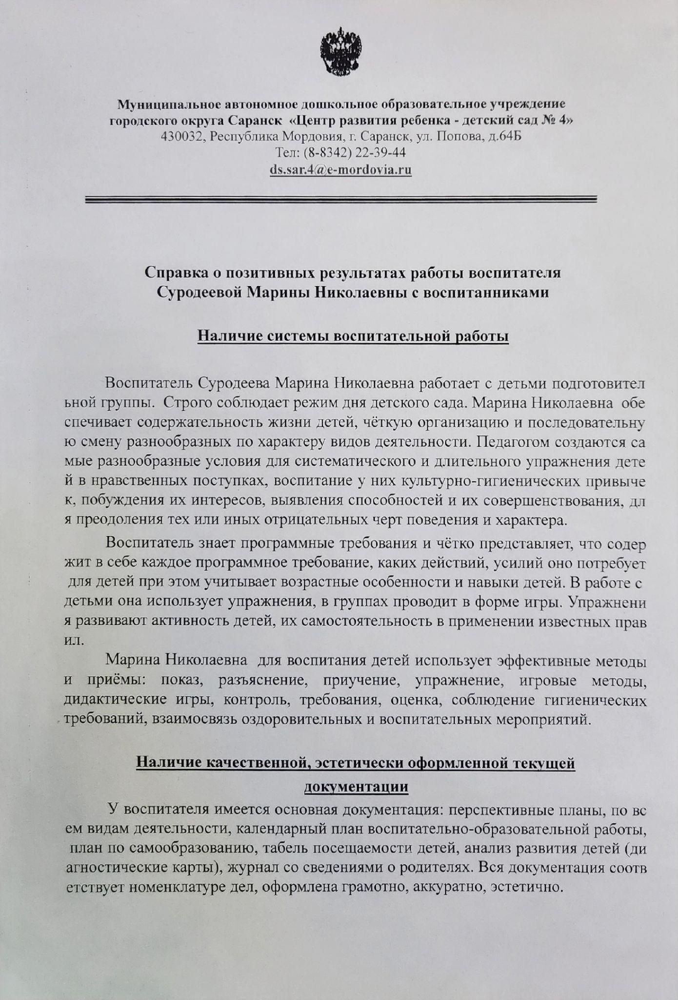 Муниципальное автономное дошкольное образовательное учреждение
городского округа Саранск «Центр развития ребенка - детский сад № 4»
430032, Республика Мордовия, г. Саранск, ул. Попова, д.64Б
Тел: (8-8342) 22-39-44
ds.sar.4@e-mordovia.ru
Справка о позитивных результатах работы воспитателя
Суродеевой Марины Николаевны с воспитанниками
Наличие системы воспитательной работы
Воспитатель Суродеева Марина Николаевна работает с детьми подготовител
ьной группы. Строго соблюдает режим дня детского сада. Марина Николаевна обе
спечивает содержательность жизни детей, чёткую организацию и последовательну
ю смену разнообразных по характеру видов деятельности. Педагогом создаются са
мые разнообразные условия для систематического и длительного упражнения дете
й в нравственных поступках, воспитание у них культурно-гигиенических привыче
к, побуждения их интересов, выявления способностей и их совершенствования, дл
я преодоления тех или иных отрицательных черт поведения и характера.
Воспитатель знает программные требования и чётко представляет, что содер
жит в себе каждое программное требование, каких действий, усилий оно потребует
для детей при этом учитывает возрастные особенности и навыки детей. В работе с
детьми она использует упражнения, в группах проводит в форме игры. Упражнени
я развивают активность детей, их самостоятельность в применении известных прав
ил.
Марина Николаевна для воспитания детей использует эффективные методы
и приёмы: показ, разъяснение, приучение, упражнение, игровые методы,
дидактические игры, контроль, требования, оценка, соблюдение гигиенических
требований, взаимосвязь оздоровительных и воспитательных мероприятий.
Наличие качественной, эстетически оформленной текущей
документации
У воспитателя имеется основная документация: перспективные планы, по вс
ем видам деятельности, календарный план воспитательно-образовательной работы,
план по самообразованию, табель посещаемости детей, анализ развития детей (ди
агностические карты), журнал со сведениями о родителях. Вся документация соотв
етствует номенклатуре дел, оформлена грамотно, аккуратно, эстетично.